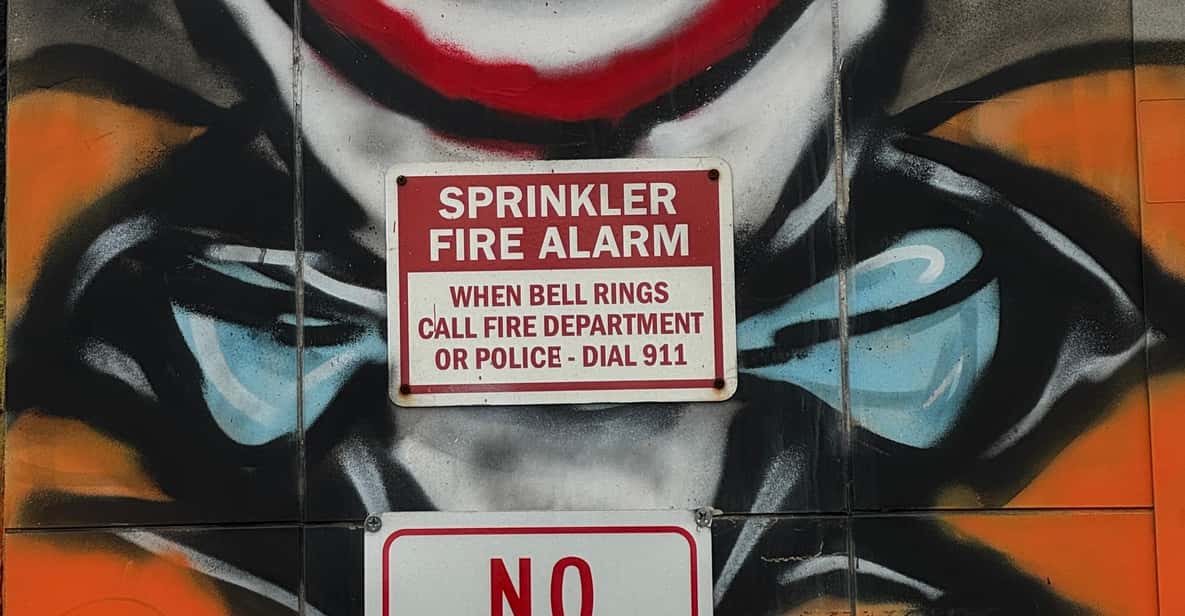 SPRINKLER
FIRE ALARM
WHEN BELL RINGS
CALL FIRE DEPARTMENT
OR POLICE - DIAL 911
NO